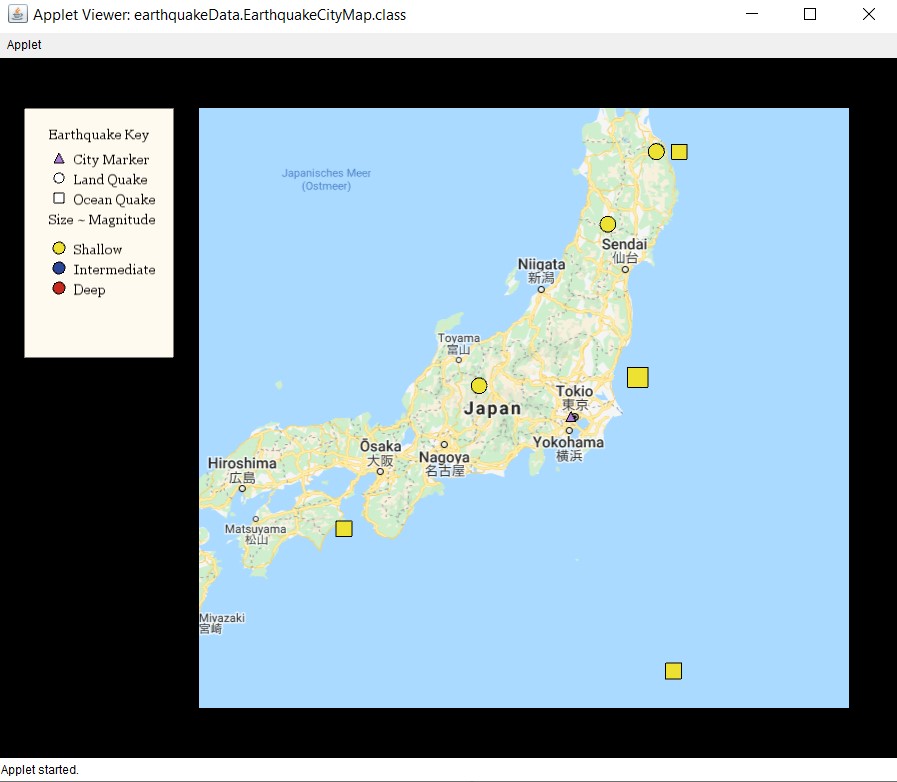 Applet Viewer: earthquakeData.EarthquakeCityMap.class
Applet
Earthquake Key
City Marker
Land Quake
Ocean Quake
Size ~ Magnitude
Shallow
Intermediate
Deep
Japanisches Meer
(Ostmeer)
Sendai
仙台
Niigata
新潟
Toyama
富山
Tokio
東京
Japan
Yokohama
横浜
Ōsaka
大阪
Nagoya
名古屋
Hiroshima
広島
Matsuyama
松山
Miyazaki
宮崎
Applet started.